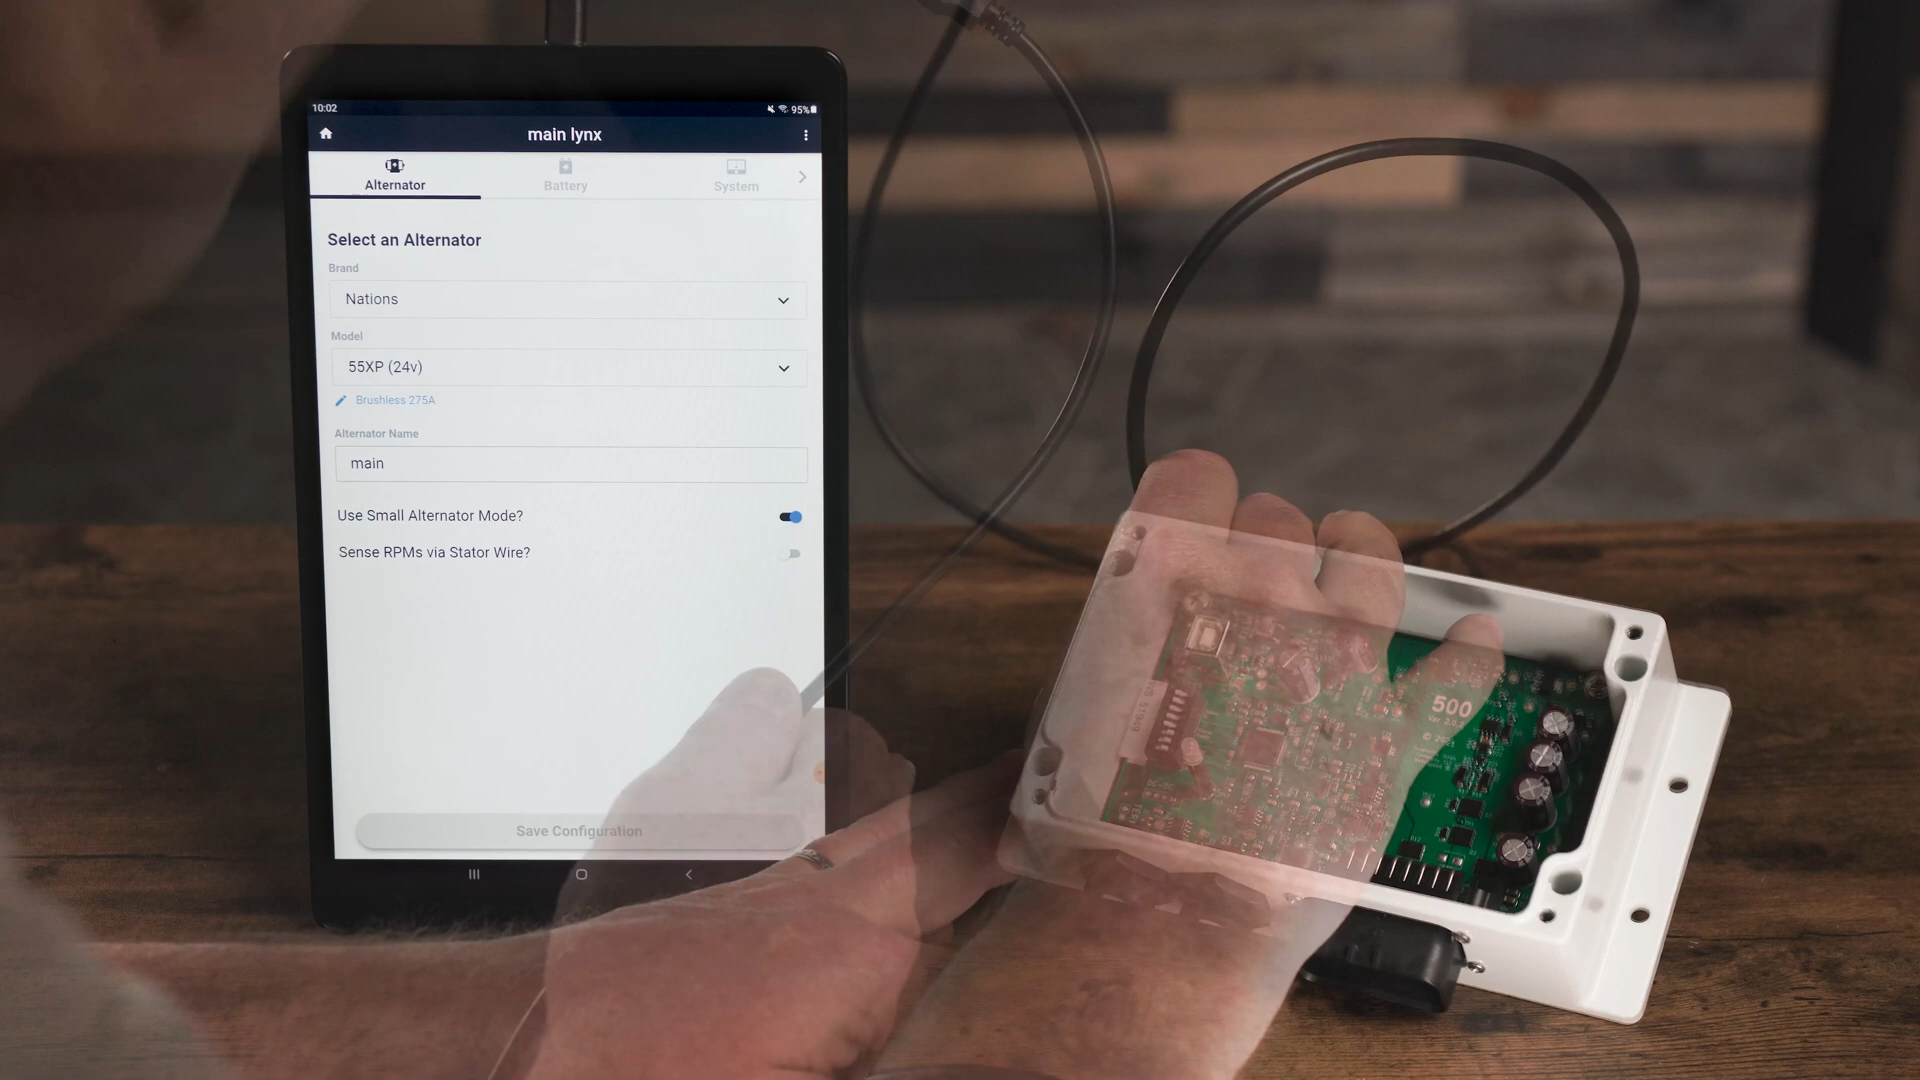 10:02
95%
main lynx
Alternator
Battery
System
Select an Alternator
Brand
Nations
Model
55XP (24v)
Brushless 275A
Alternator Name
main
Use Small Alternator Mode?
Sense RPMs via Stator Wire?
Save Configuration
500